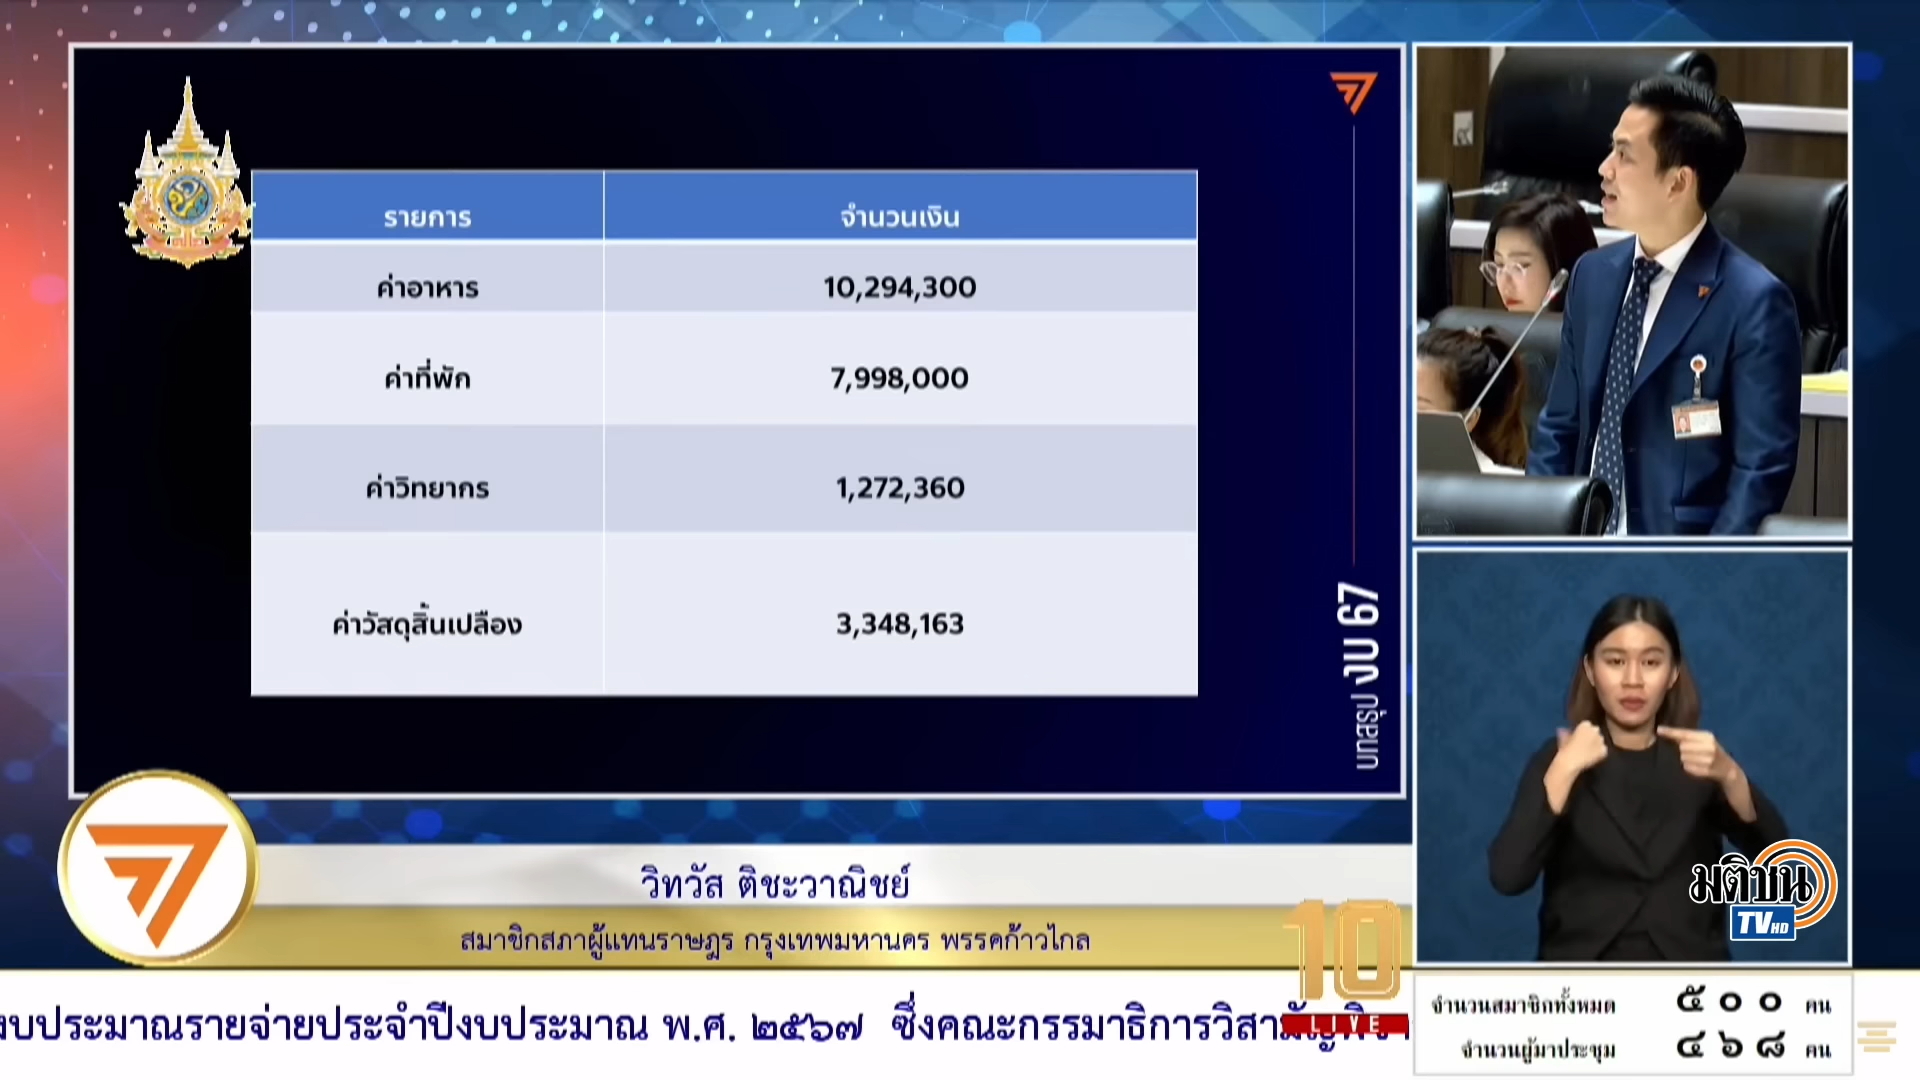 รายการ จำนวนเงิน
ค่าอาหาร 10,294,300
ค่าที่พัก 7,998,000
ค่าวิทยากร 1,272,360
ค่าวัสดุสิ้นเปลือง 3,348,163
บทสรุป งบ 67
วิทวัส ติชะวาณิชย์
สมาชิกสภาผู้แทนราษฎร กรุงเทพมหานคร พรรคก้าวไกล
10
LIVE
งบประมาณรายจ่ายประจำปีงบประมาณ พ.ศ. ๒๕๖๗ ซึ่งคณะกรรมาธิการวิสามัญ
มติชน
TV HD
จำนวนสมาชิกทั้งหมด ๕๐๐ คน
จำนวนผู้มาประชุม ๔๖๘ คน